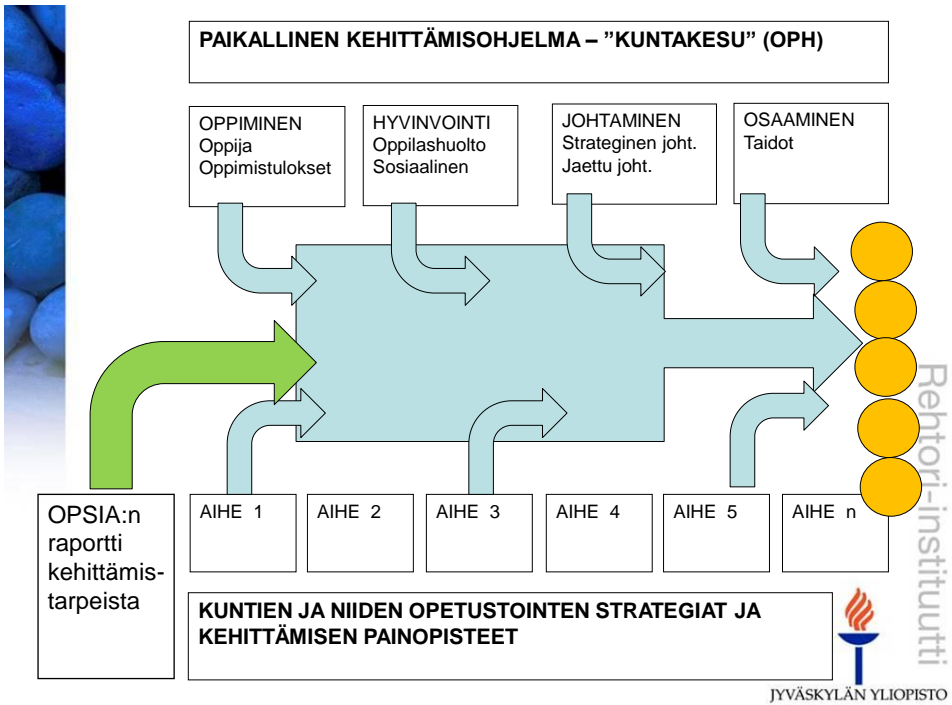 PAIKALLINEN KEHITTÄMISOHJELMA – ”KUNTAKESU” (OPH)
OPPIMINEN
Oppija
Oppimistulokset
HYVINVOINTI
Oppilashuolto
Sosiaalinen
JOHTAMINEN
Strateginen joht.
Jaettu joht.
OSAAMINEN
Taidot
OPSIA:n
raportti
kehittämis-
tarpeista
AIHE 1
AIHE 2
AIHE 3
AIHE 4
AIHE 5
AIHE n
KUNTIEN JA NIIDEN OPETUSTOINTEN STRATEGIAT JA
KEHITTÄMISEN PAINOPISTEET
Rehtori-instituutti
JYVÄSKYLÄN YLIOPISTO